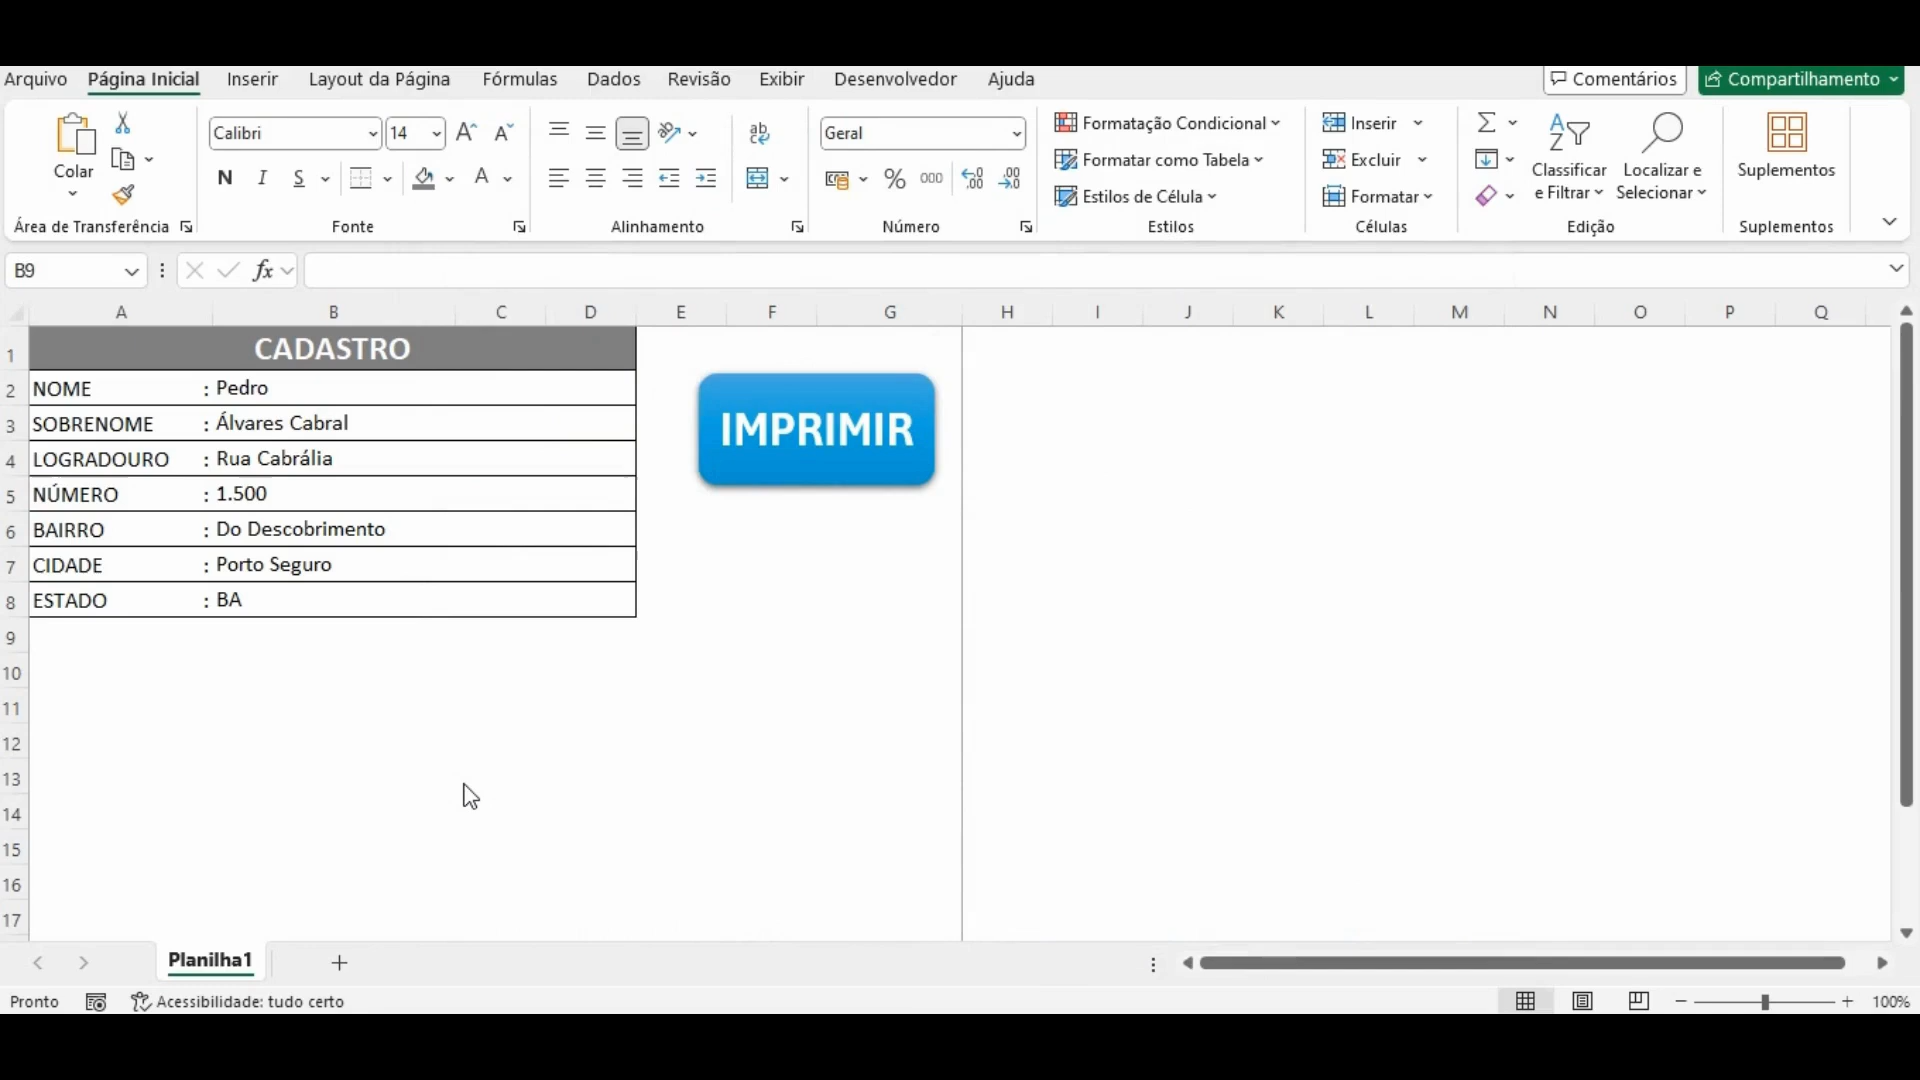 Arquivo Página Inicial Inserir Layout da Página Fórmulas Dados Revisão Exibir Desenvolvedor Ajuda Comentários Compartilhamento
Colar
Área de Transferência
Calibri 14
N I S A
Fonte
ab
Alinhamento
Geral
% 000
Número
Formatação Condicional
Formatar como Tabela
Estilos de Célula
Estilos
Inserir
Excluir
Formatar
Células
Classificar e Filtrar
Localizar e Selecionar
Edição
Suplementos
Suplementos
B9 fx
A B C D E F G H I J K L M N O P Q
1 CADASTRO
2 NOME : Pedro
3 SOBRENOME : Álvares Cabral
4 LOGRADOURO : Rua Cabrália
5 NÚMERO : 1.500
6 BAIRRO : Do Descobrimento
7 CIDADE : Porto Seguro
8 ESTADO : BA
IMPRIMIR
9
10
11
12
13
14
15
16
17
Planilha1
Pronto Acessibilidade: tudo certo 100%